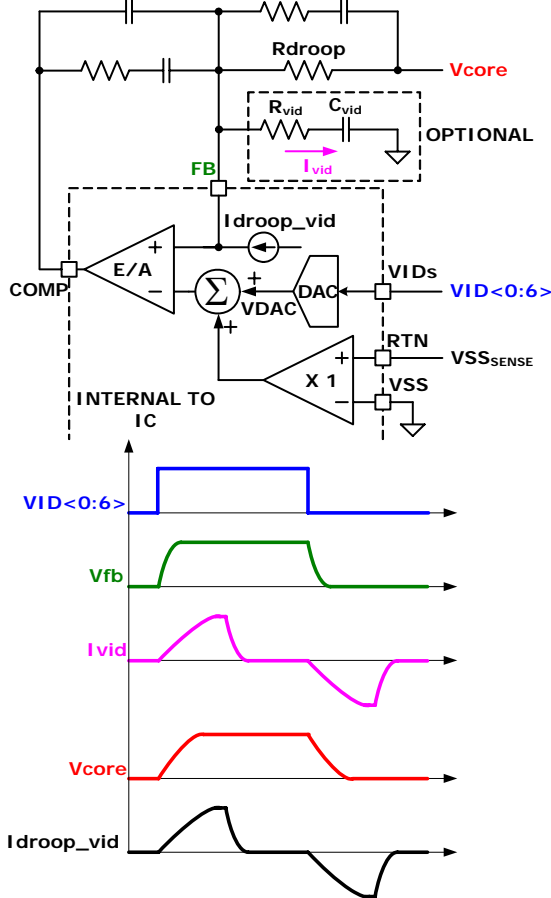 Rdroop
Vcore
Rvid
Cvid
OPTIONAL
Ivid
FB
Idroop_vid
E/A
+
−
Σ
+
+
VDAC
DAC
VIDs
VID<0:6>
COMP
RTN
VSSSENSE
X 1
+
−
VSS
INTERNAL TO
IC
VID<0:6>
Vfb
Ivid
Vcore
Idroop_vid